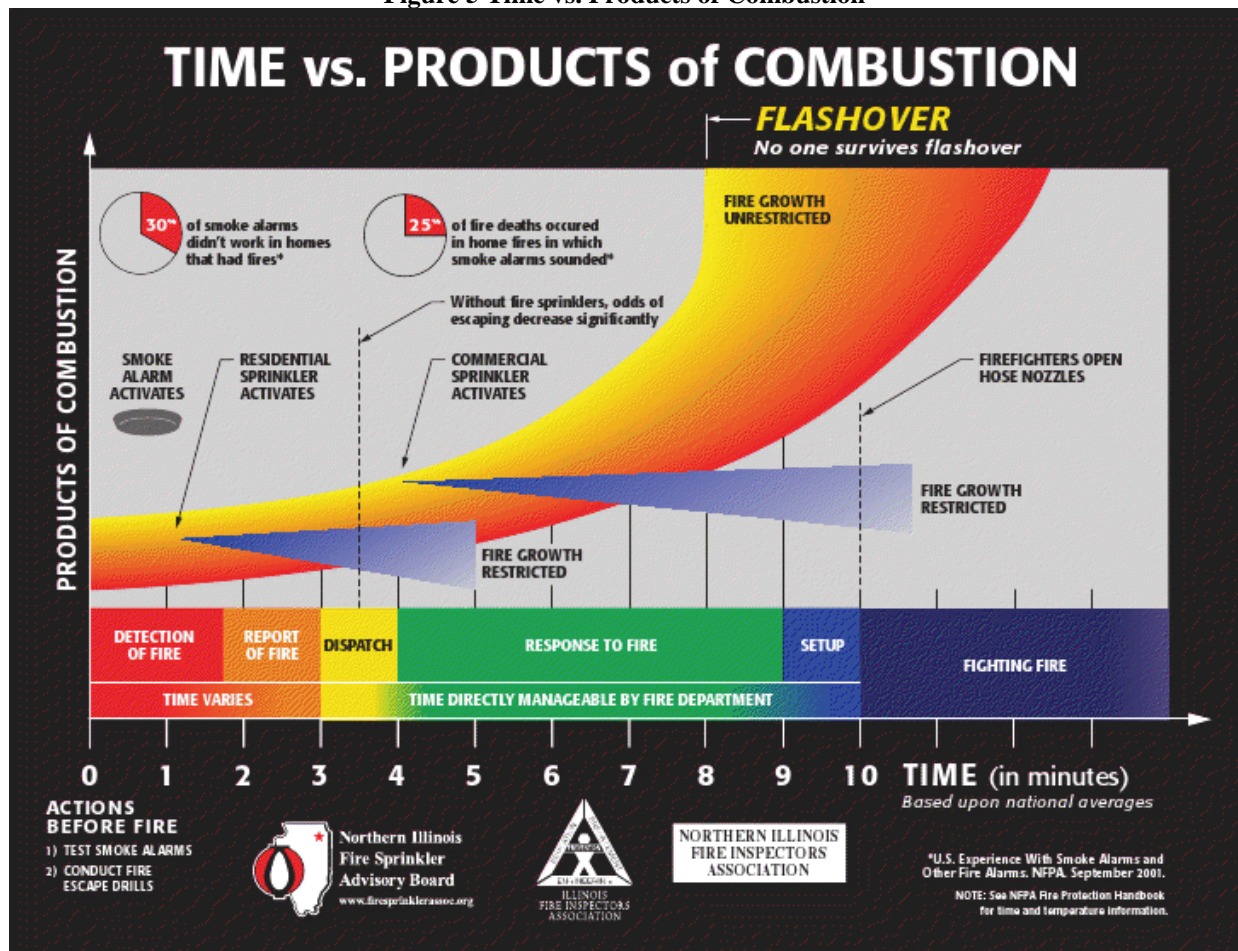 Figure 3 Time vs. Products of Combustion
TIME vs. PRODUCTS of COMBUSTION
FLASHOVER
No one survives flashover
30%
of smoke alarms
didn't work in homes
that had fires*
25%
of fire deaths occured
in home fires in which
smoke alarms sounded*
FIRE GROWTH
UNRESTRICTED
Without fire sprinklers, odds of
escaping decrease significantly
PRODUCTS OF COMBUSTION
SMOKE
ALARM
ACTIVATES
RESIDENTIAL
SPRINKLER
ACTIVATES
COMMERCIAL
SPRINKLER
ACTIVATES
FIREFIGHTERS OPEN
HOSE NOZZLES
FIRE GROWTH
RESTRICTED
FIRE GROWTH
RESTRICTED
DETECTION
OF FIRE
REPORT
OF FIRE
DISPATCH
RESPONSE TO FIRE
SETUP
FIGHTING FIRE
TIME VARIES
TIME DIRECTLY MANAGEABLE BY FIRE DEPARTMENT
0 1 2 3 4 5 6 7 8 9 10 TIME (in minutes)
Based upon national averages
ACTIONS
BEFORE FIRE
1) TEST SMOKE ALARMS
2) CONDUCT FIRE
ESCAPE DRILLS
Northern Illinois
Fire Sprinkler
Advisory Board
www.firesprinklerassoc.org
ILLINOIS
FIRE INSPECTORS
ASSOCIATION
NORTHERN ILLINOIS
FIRE INSPECTORS
ASSOCIATION
*U.S. Experience With Smoke Alarms and
Other Fire Alarms. NFPA. September 2001.
NOTE: See NFPA Fire Protection Handbook
for time and temperature information.